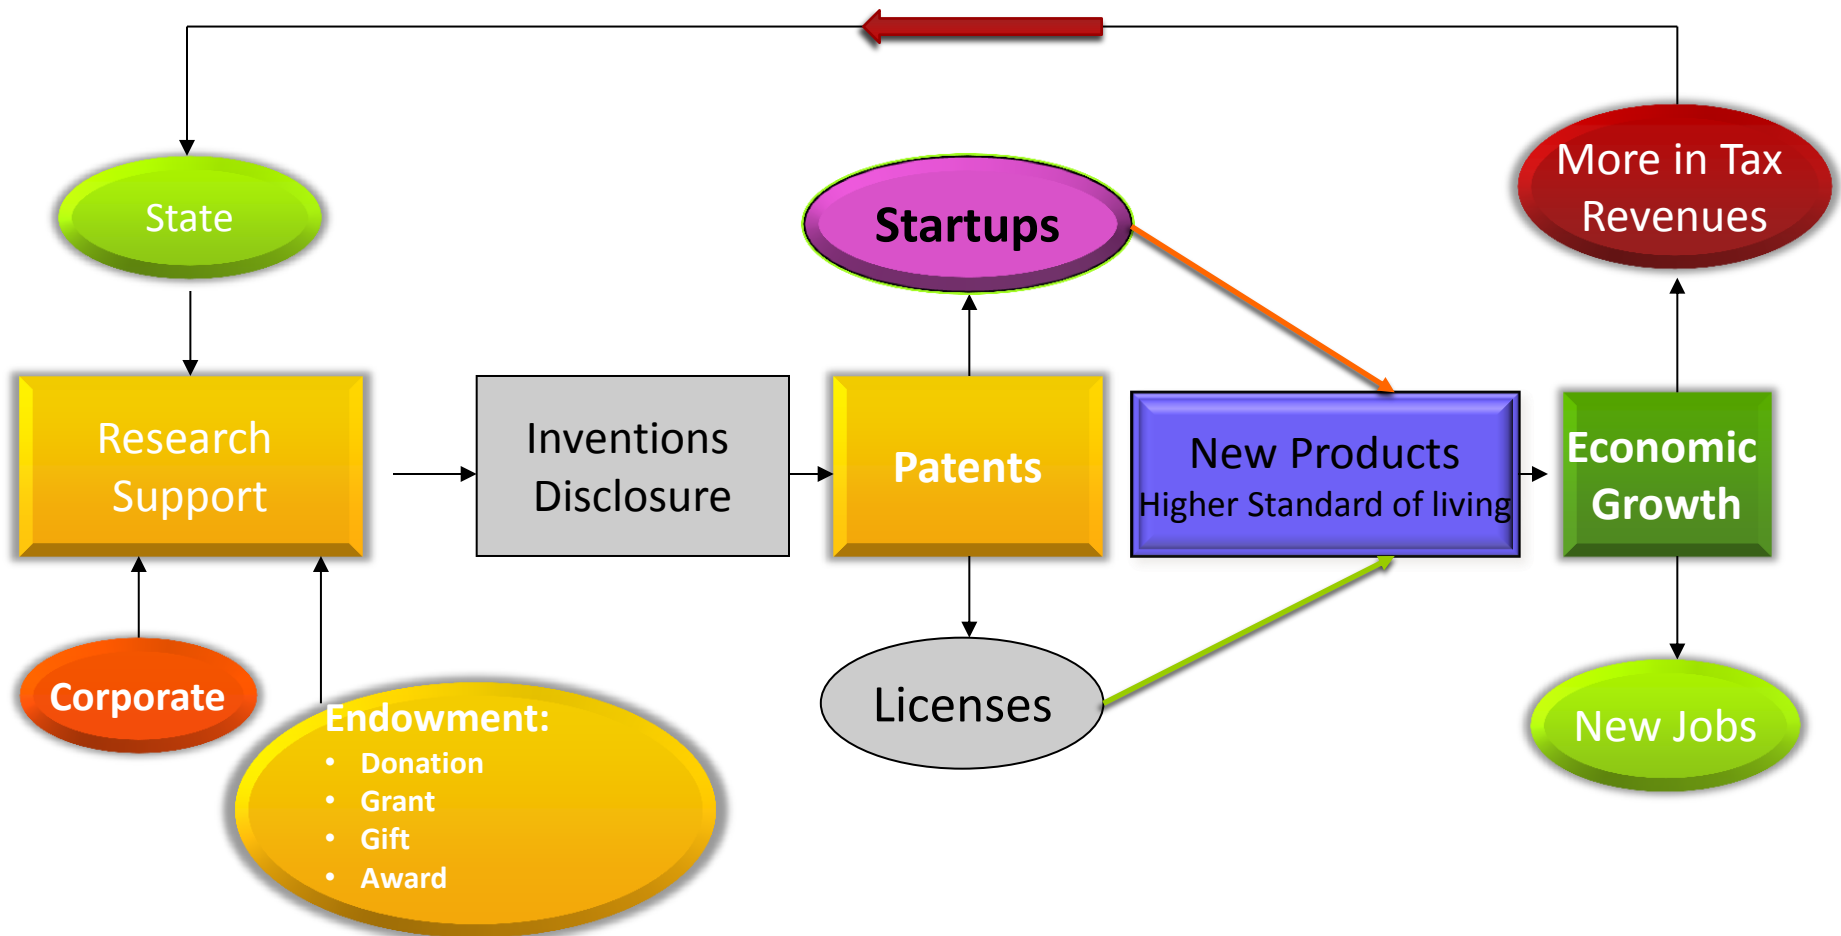 State
Startups
More in Tax
Revenues
Research
Support
Inventions
Disclosure
Patents
New Products
Higher Standard of living
Economic
Growth
Corporate
Endowment:
• Donation
• Grant
• Gift
• Award
Licenses
New Jobs